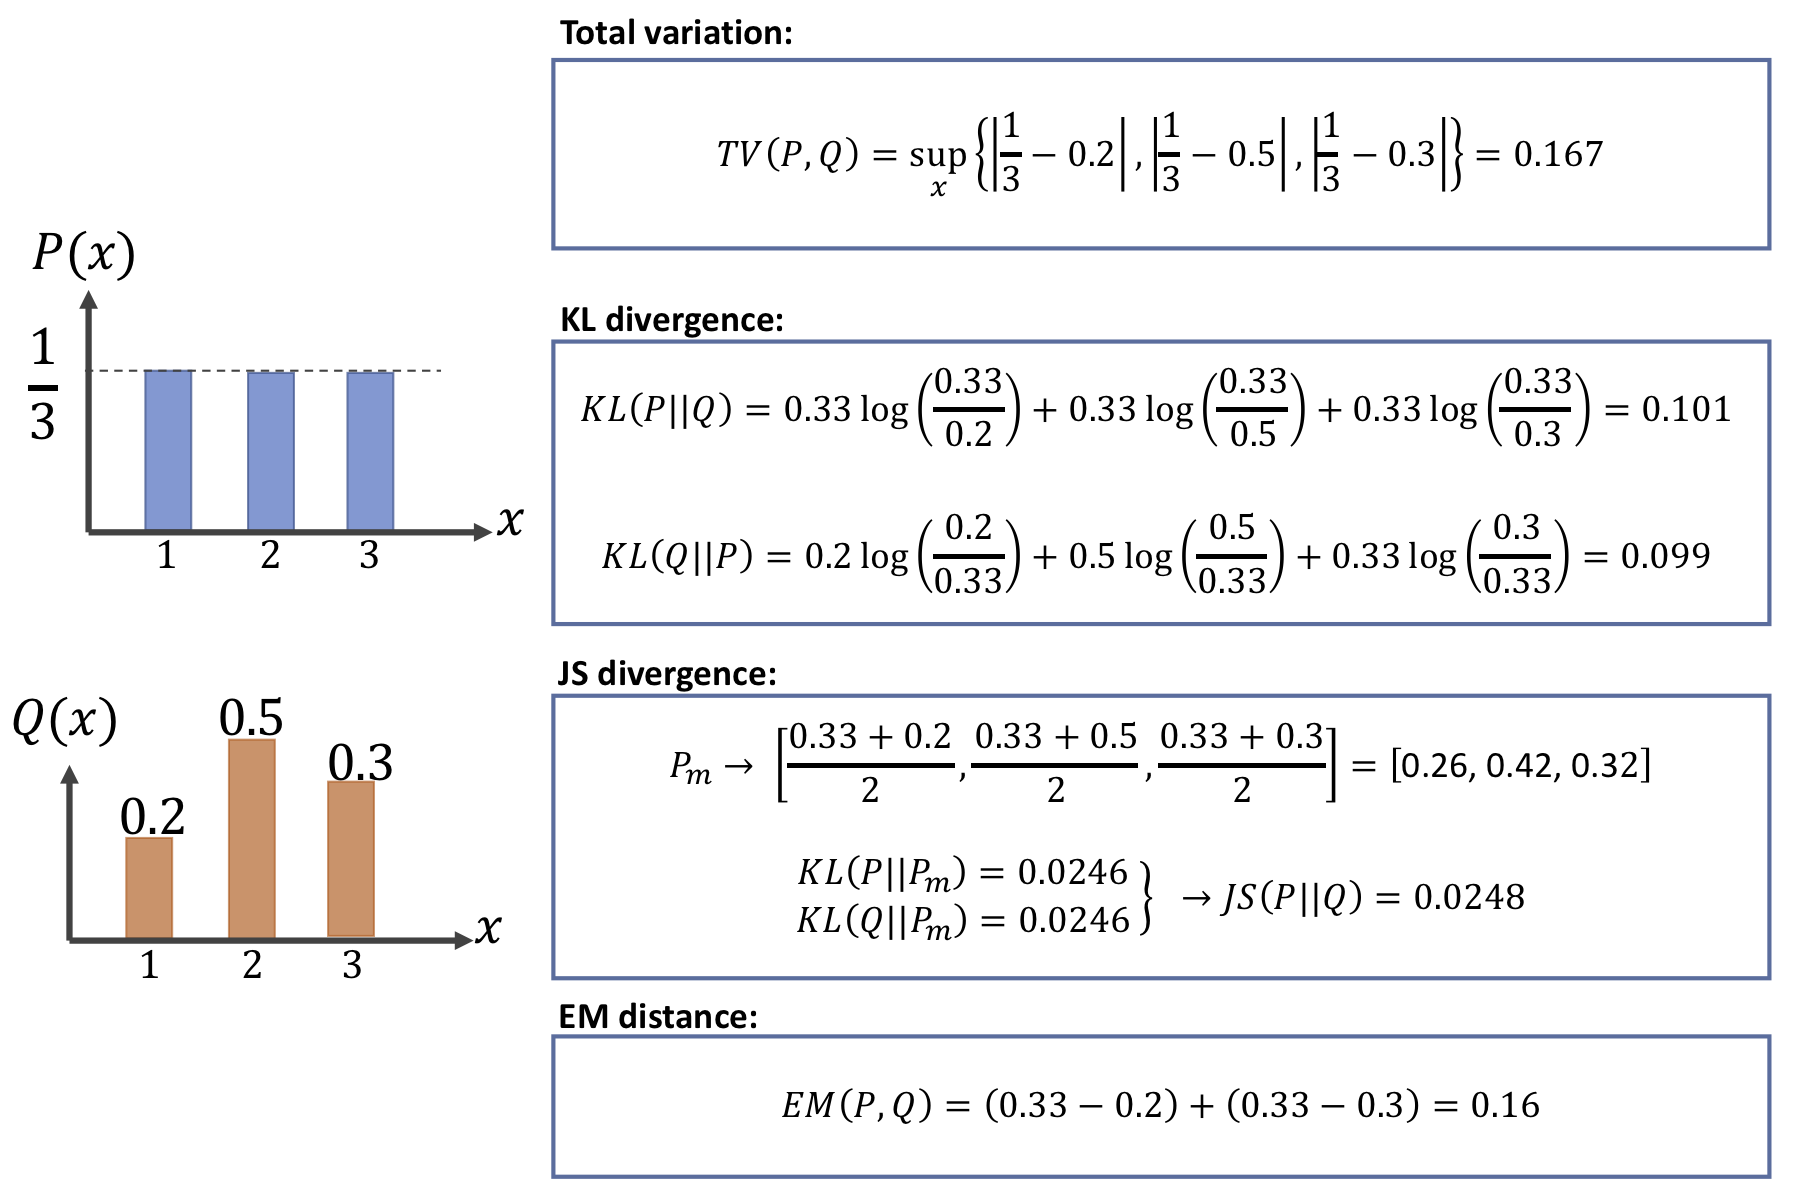 Total variation:
TV(P, Q) = sup_x {|1/3 − 0.2|, |1/3 − 0.5|, |1/3 − 0.3|} = 0.167
P(x)
1/3
x
1 2 3
KL divergence:
KL(P||Q) = 0.33 log(0.33/0.2) + 0.33 log(0.33/0.5) + 0.33 log(0.33/0.3) = 0.101
KL(Q||P) = 0.2 log(0.2/0.33) + 0.5 log(0.5/0.33) + 0.33 log(0.3/0.33) = 0.099
Q(x)
0.2
0.5
0.3
x
1 2 3
JS divergence:
P_m → [(0.33 + 0.2)/2, (0.33 + 0.5)/2, (0.33 + 0.3)/2] = [0.26, 0.42, 0.32]
KL(P||P_m) = 0.0246
KL(Q||P_m) = 0.0246
} → JS(P||Q) = 0.0248
EM distance:
EM(P, Q) = (0.33 − 0.2) + (0.33 − 0.3) = 0.16